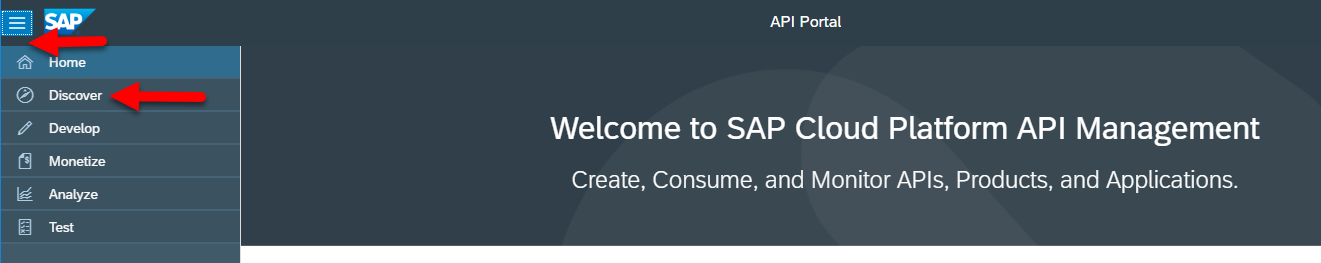 SAP
API Portal
Home
Discover
Develop
Monetize
Analyze
Test
Welcome to SAP Cloud Platform API Management
Create, Consume, and Monitor APIs, Products, and Applications.